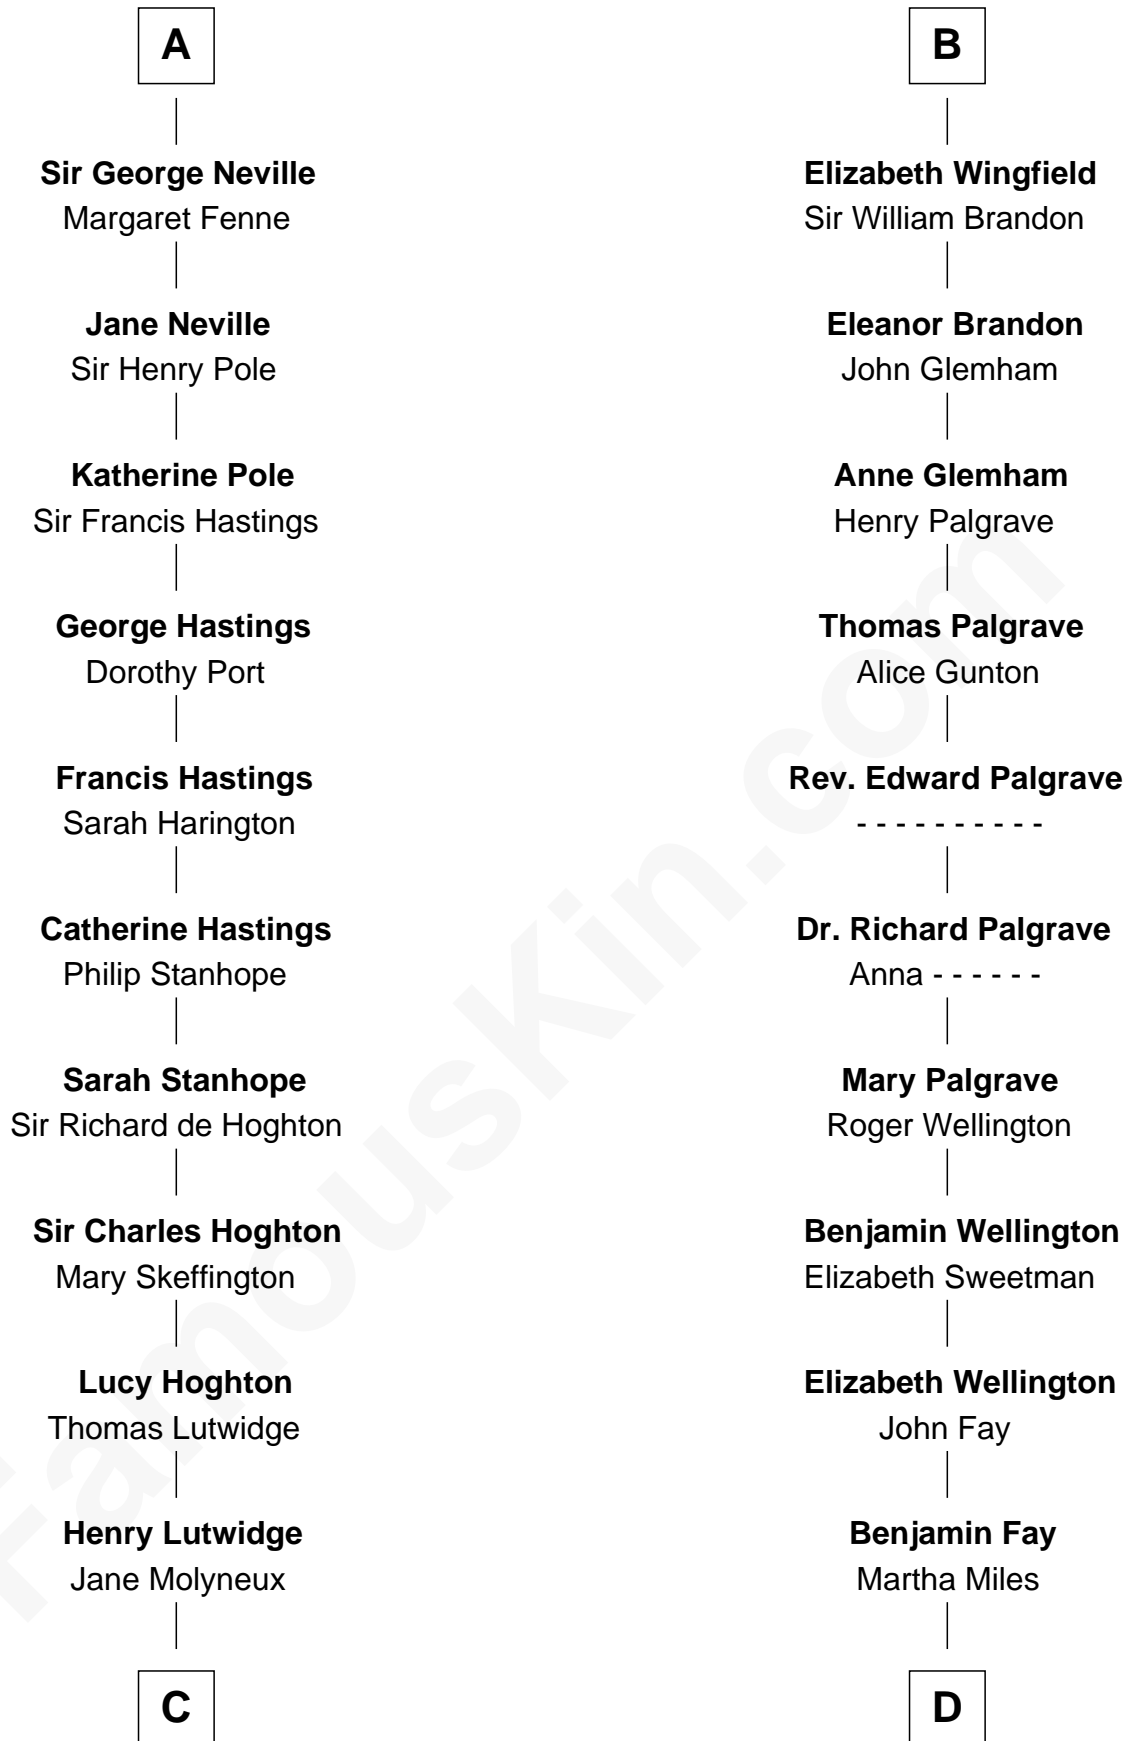 A
Sir George Neville
Margaret Fenne
Jane Neville
Sir Henry Pole
Katherine Pole
Sir Francis Hastings
George Hastings
Dorothy Port
Francis Hastings
Sarah Harington
Catherine Hastings
Philip Stanhope
Sarah Stanhope
Sir Richard de Hoghton
Sir Charles Hoghton
Mary Skeffington
Lucy Hoghton
Thomas Lutwidge
Henry Lutwidge
Jane Molyneux
C
B
Elizabeth Wingfield
Sir William Brandon
Eleanor Brandon
John Glemham
Anne Glemham
Henry Palgrave
Thomas Palgrave
Alice Gunton
Rev. Edward Palgrave
- - - - - - - - - -
Dr. Richard Palgrave
Anna - - - - - -
Mary Palgrave
Roger Wellington
Benjamin Wellington
Elizabeth Sweetman
Elizabeth Wellington
John Fay
Benjamin Fay
Martha Miles
D
FamousKin.com